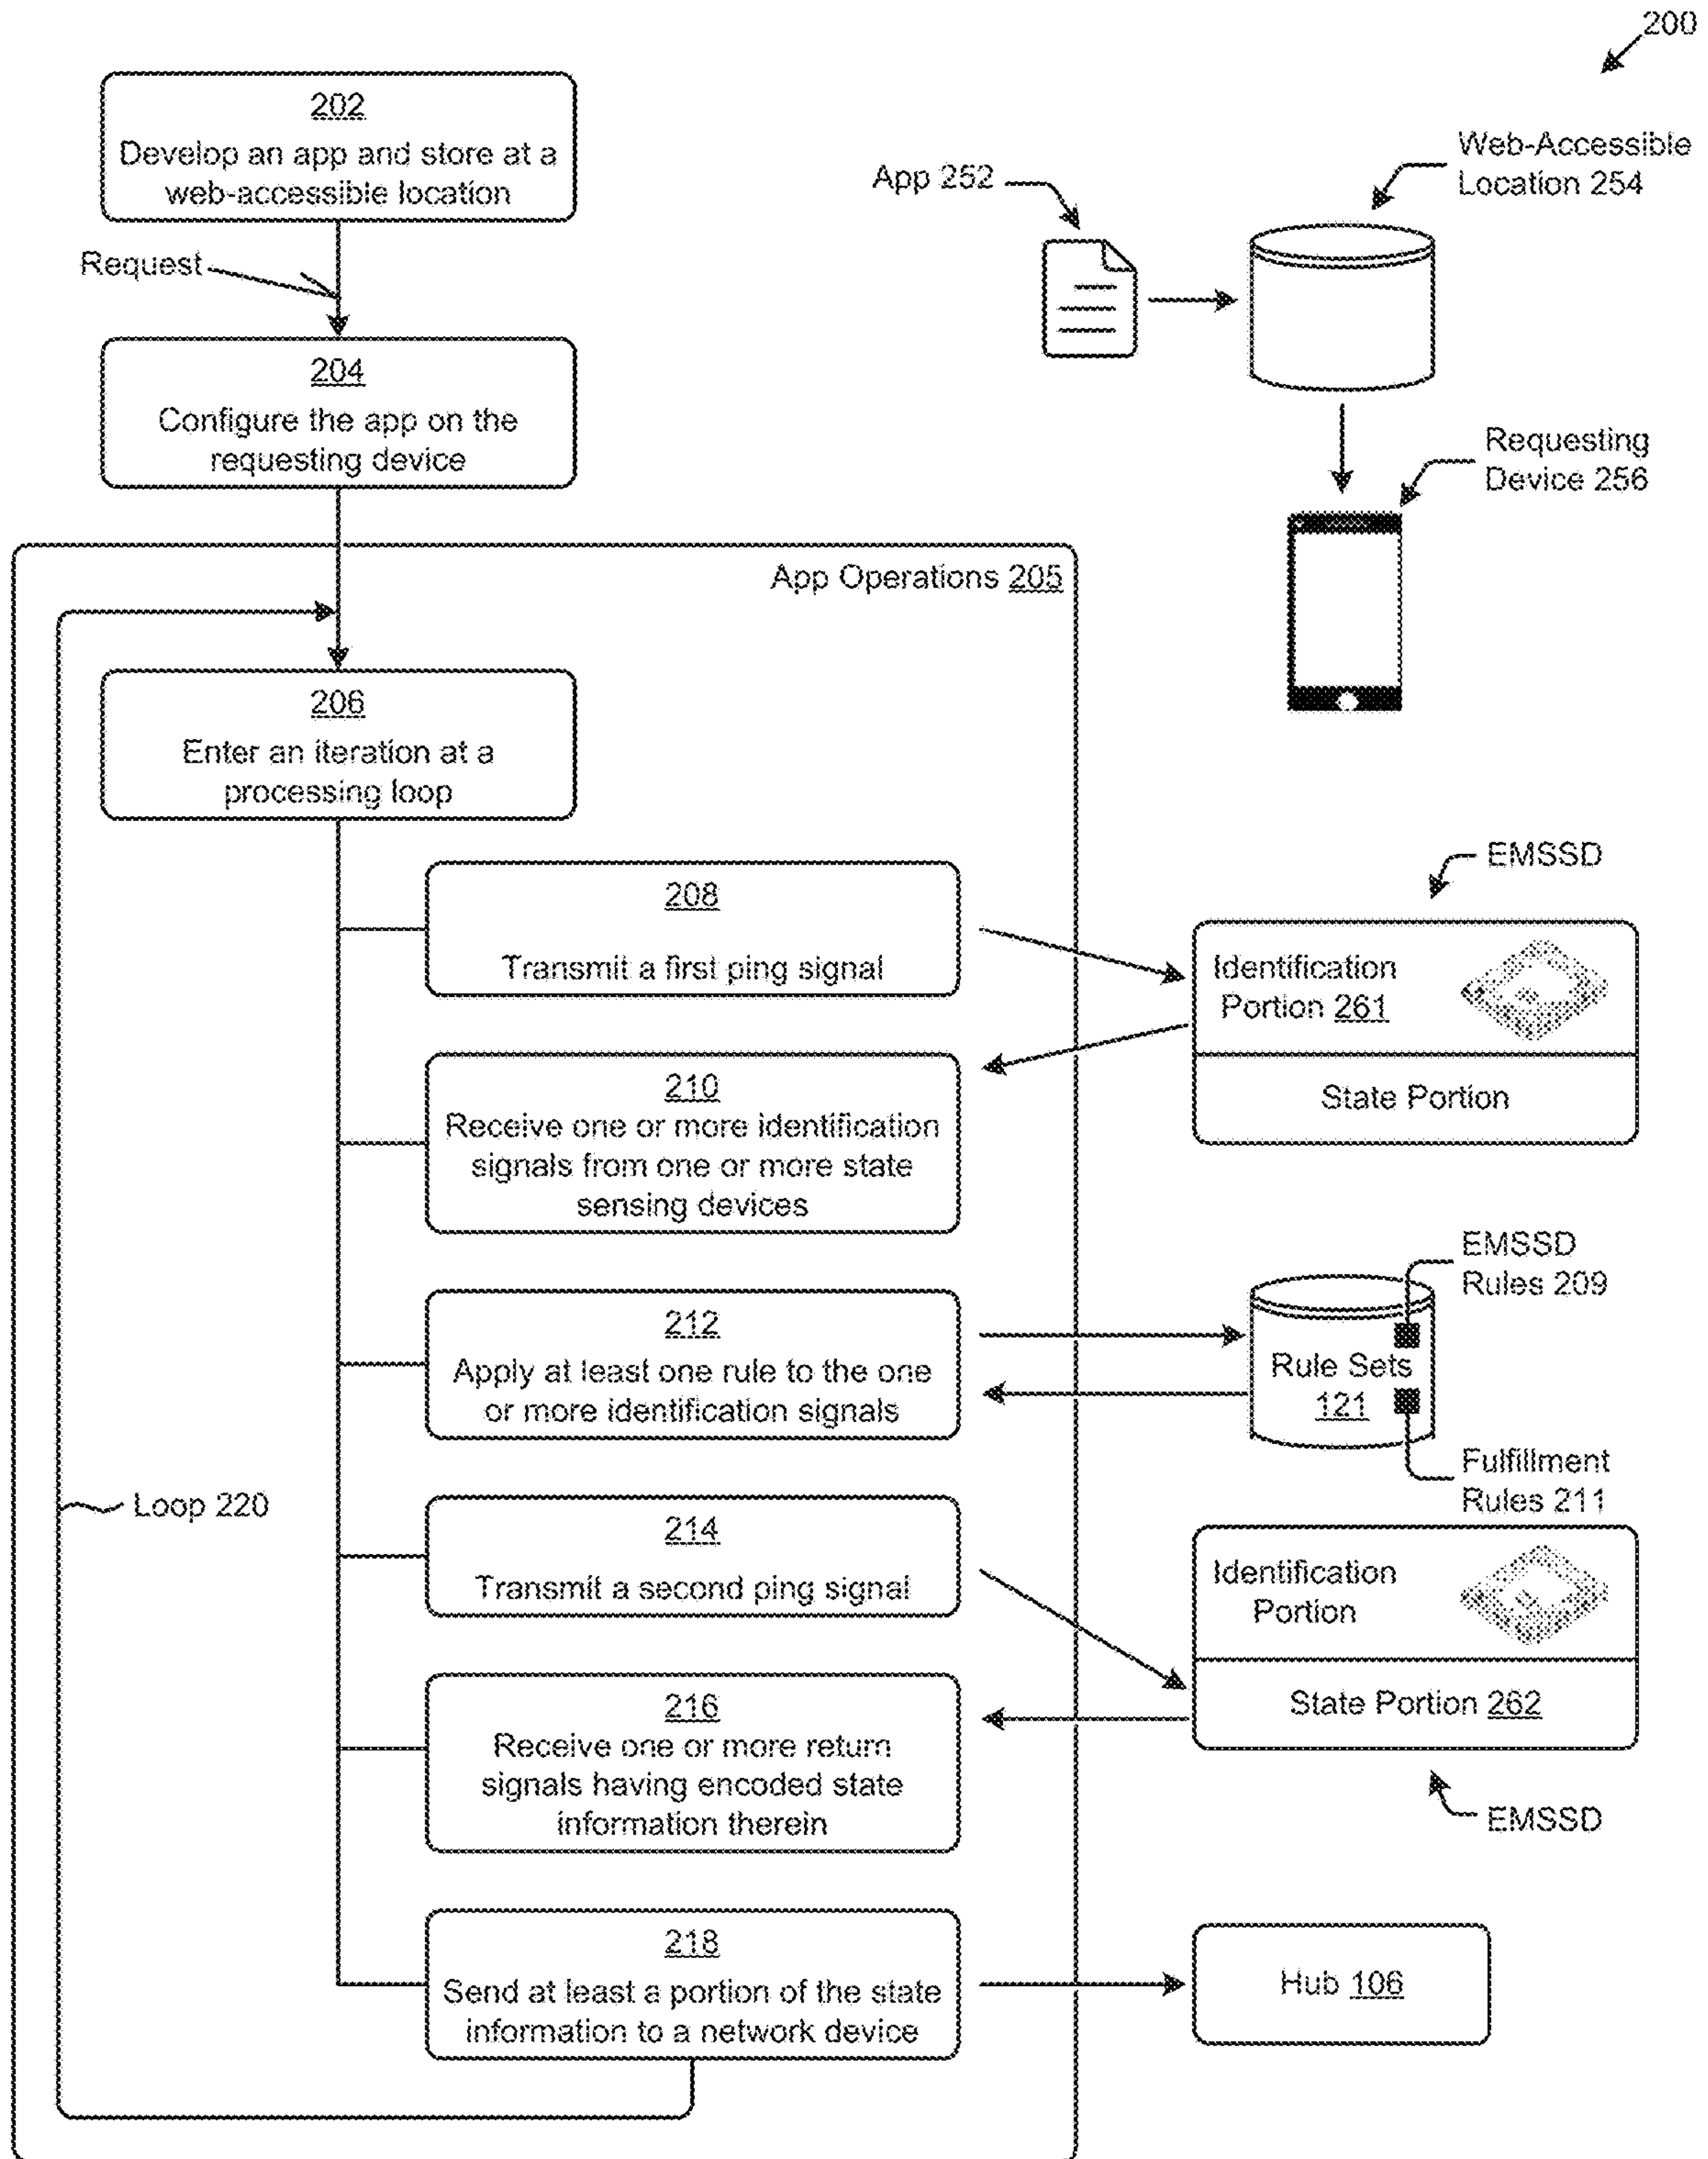 200
202
Develop an app and store at a
web-accessible location
Request
App 252
Web-Accessible
Location 254
204
Configure the app on the
requesting device
Requesting
Device 256
App Operations 205
206
Enter an iteration at a
processing loop
208
Transmit a first ping signal
EMSSD
Identification
Portion 261
State Portion
210
Receive one or more identification
signals from one or more state
sensing devices
212
Apply at least one rule to the one
or more identification signals
EMSSD
Rules 209
Rule Sets
121
Fulfillment
Rules 211
Loop 220
214
Transmit a second ping signal
Identification
Portion
State Portion 262
EMSSD
216
Receive one or more return
signals having encoded state
information therein
218
Send at least a portion of the state
information to a network device
Hub 106